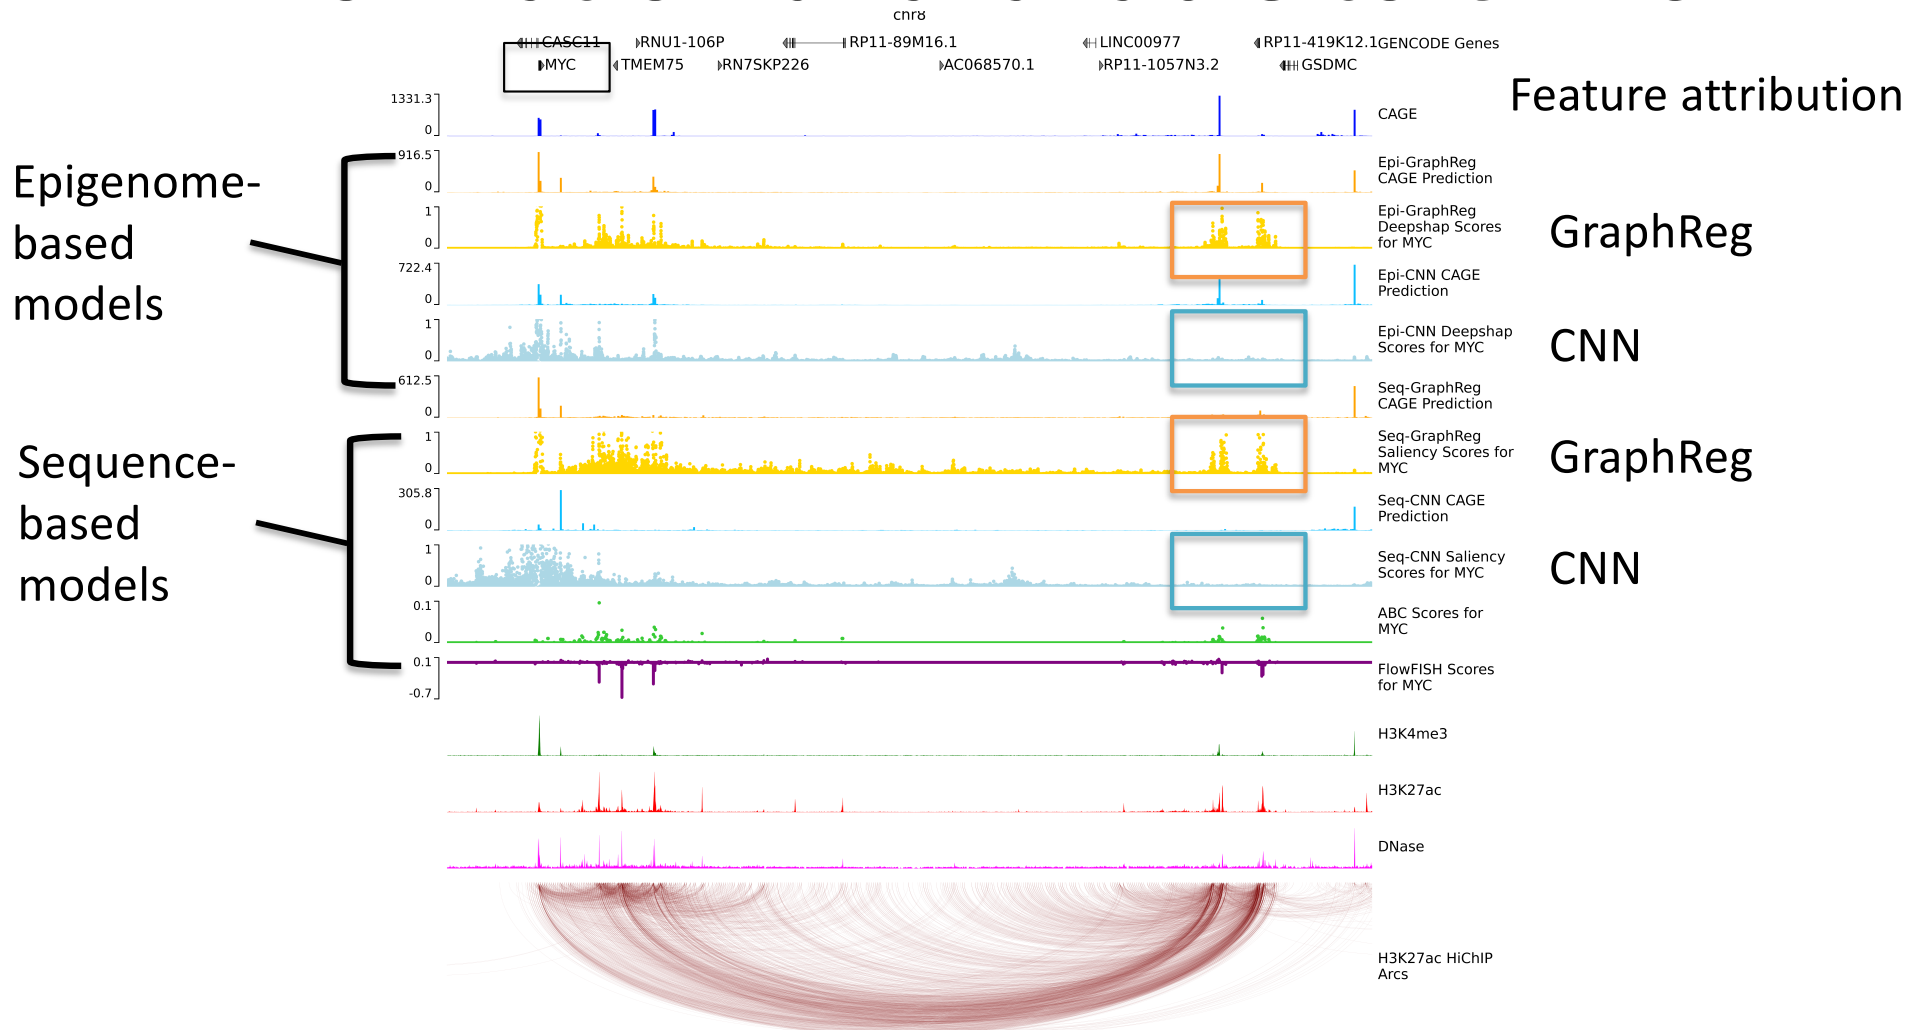 chr8
CASC11 RNU1-106P RP11-89M16.1 LINC00977 RP11-419K12.1 GENCODE Genes
MYC TMEM75 RN7SKP226 AC068570.1 RP11-1057N3.2 GSDMC
Feature attribution
1331.3
0
CAGE
Epigenome-
based
models
916.5
0
Epi-GraphReg
CAGE Prediction
1
0
Epi-GraphReg
Deepshap Scores
for MYC
GraphReg
722.4
0
Epi-CNN CAGE
Prediction
1
0
Epi-CNN Deepshap
Scores for MYC
CNN
612.5
0
Seq-GraphReg
CAGE Prediction
Sequence-
based
models
1
0
Seq-GraphReg
Saliency Scores for
MYC
GraphReg
305.8
0
Seq-CNN CAGE
Prediction
1
0
Seq-CNN Saliency
Scores for MYC
CNN
0.1
0
ABC Scores for
MYC
0.1
-0.7
FlowFISH Scores
for MYC
H3K4me3
H3K27ac
DNase
H3K27ac HiChIP
Arcs